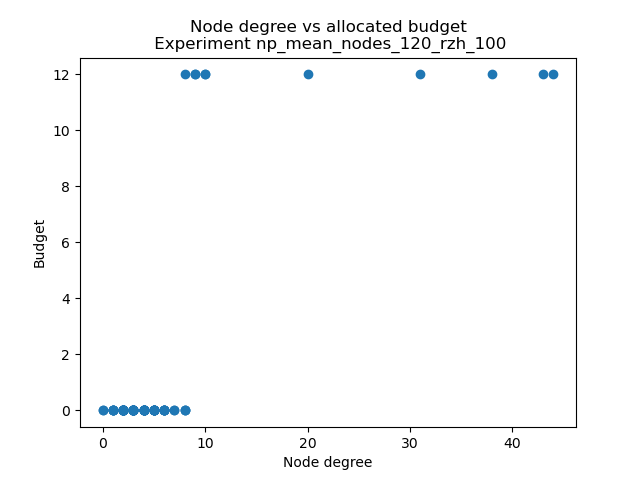 Node degree vs allocated budget
Experiment np_mean_nodes_120_rzh_100
12
10
8
6
4
2
0
Budget
0 10 20 30 40
Node degree